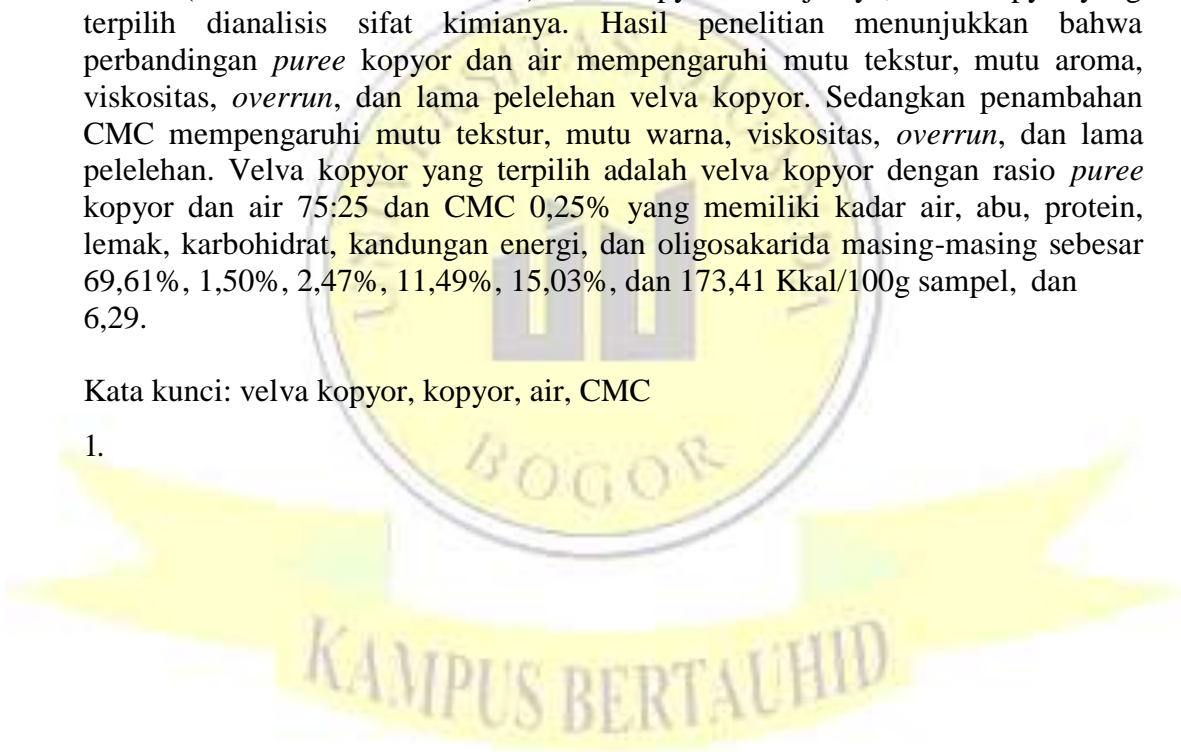 terpilih dianalisis sifat kimianya. Hasil penelitian menunjukkan bahwa
perbandingan puree kopyor dan air mempengaruhi mutu tekstur, mutu aroma,
viskositas, overrun, dan lama pelelehan velva kopyor. Sedangkan penambahan
CMC mempengaruhi mutu tekstur, mutu warna, viskositas, overrun, dan lama
pelelehan. Velva kopyor yang terpilih adalah velva kopyor dengan rasio puree
kopyor dan air 75:25 dan CMC 0,25% yang memiliki kadar air, abu, protein,
lemak, karbohidrat, kandungan energi, dan oligosakarida masing-masing sebesar
69,61%, 1,50%, 2,47%, 11,49%, 15,03%, dan 173,41 Kkal/100g sampel, dan
6,29.
Kata kunci: velva kopyor, kopyor, air, CMC
1.
BOGOR
KAMPUS BERTAUHID